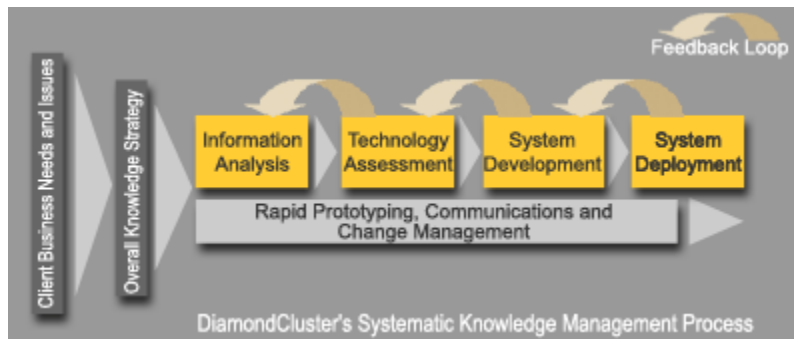 Feedback Loop
Client Business Needs and Issues
Overall Knowledge Strategy
Information
Analysis
Technology
Assessment
System
Development
System
Deployment
Rapid Prototyping, Communications and
Change Management
DiamondCluster's Systematic Knowledge Management Process